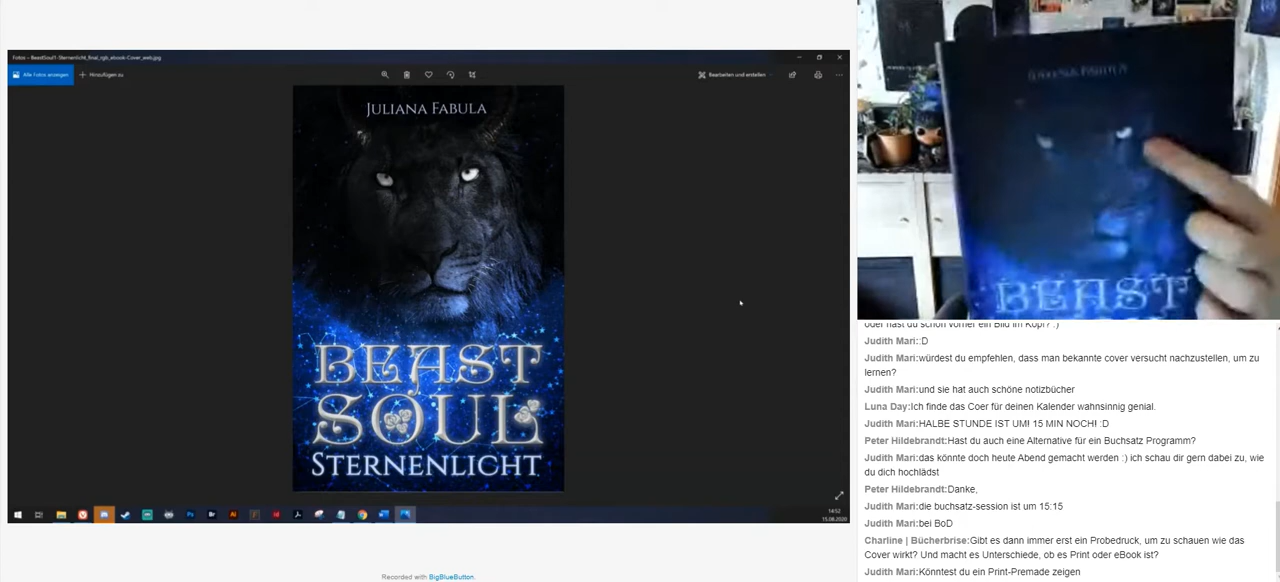 Fotos - BeastSoul1-Sternenlicht_final_rgb_ebook-Cover_web.jpg
Alle Fotos anzeigen
Hinzufügen zu
Bearbeiten und erstellen
JULIANA FABULA
BEAST
SOUL
STERNENLICHT
14:52
15.08.2020
Recorded with BigBlueButton.
JULIANA FABULA
BEAST
oder hast du schon vorher ein Bild im Kopf? :)
Judith Mari::D
Judith Mari:würdest du empfehlen, dass man bekannte cover versucht nachzustellen, um zu
lernen?
Judith Mari:und sie hat auch schöne notizbücher
Luna Day:Ich finde das Coer für deinen Kalender wahnsinnig genial.
Judith Mari:HALBE STUNDE IST UM! 15 MIN NOCH! :D
Peter Hildebrandt:Hast du auch eine Alternative für ein Buchsatz Programm?
Judith Mari:das könnte doch heute Abend gemacht werden :) ich schau dir gern dabei zu, wie
du dich hochlädst
Peter Hildebrandt:Danke,
Judith Mari:die buchsatz-session ist um 15:15
Judith Mari:bei BoD
Charline | Bücherbrise:Gibt es dann immer erst ein Probedruck, um zu schauen wie das
Cover wirkt? Und macht es Unterschiede, ob es Print oder eBook ist?
Judith Mari:Könntest du ein Print-Premade zeigen